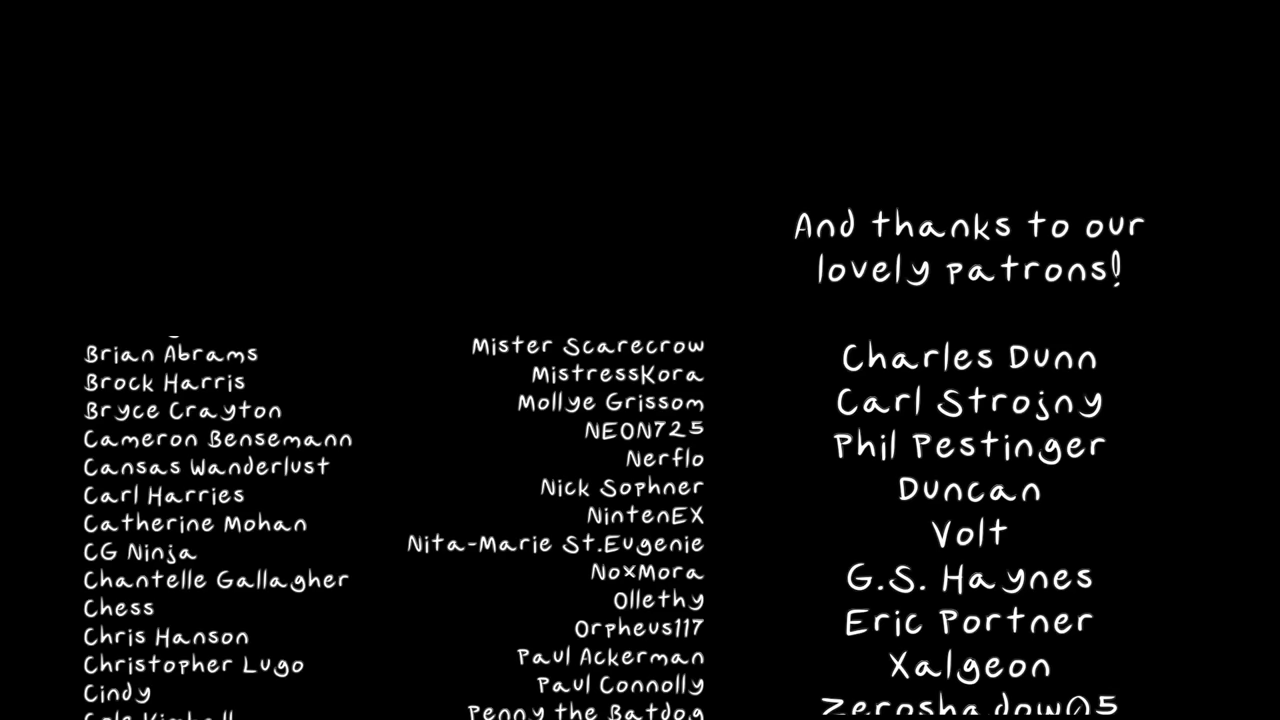 And thanks to our
lovely patrons!
Brian Abrams
Brock Harris
Bryce Crayton
Cameron Bensemann
Cansas Wanderlust
Carl Harries
Catherine Mohan
CG Ninja
Chantelle Gallagher
Chess
Chris Hanson
Christopher Lugo
Cindy
Cole Kimball
Mister Scarecrow
MistressKora
Mollye Grissom
NEON725
Nerflo
Nick Sophner
NintenEX
Nita-Marie St.Eugenie
NoxMora
Ollethy
Orpheus117
Paul Ackerman
Paul Connolly
Penny the Batdog
Charles Dunn
Carl Strojny
Phil Pestinger
Duncan
Volt
G.S. Haynes
Eric Portner
Xalgeon
Zeroshadow05